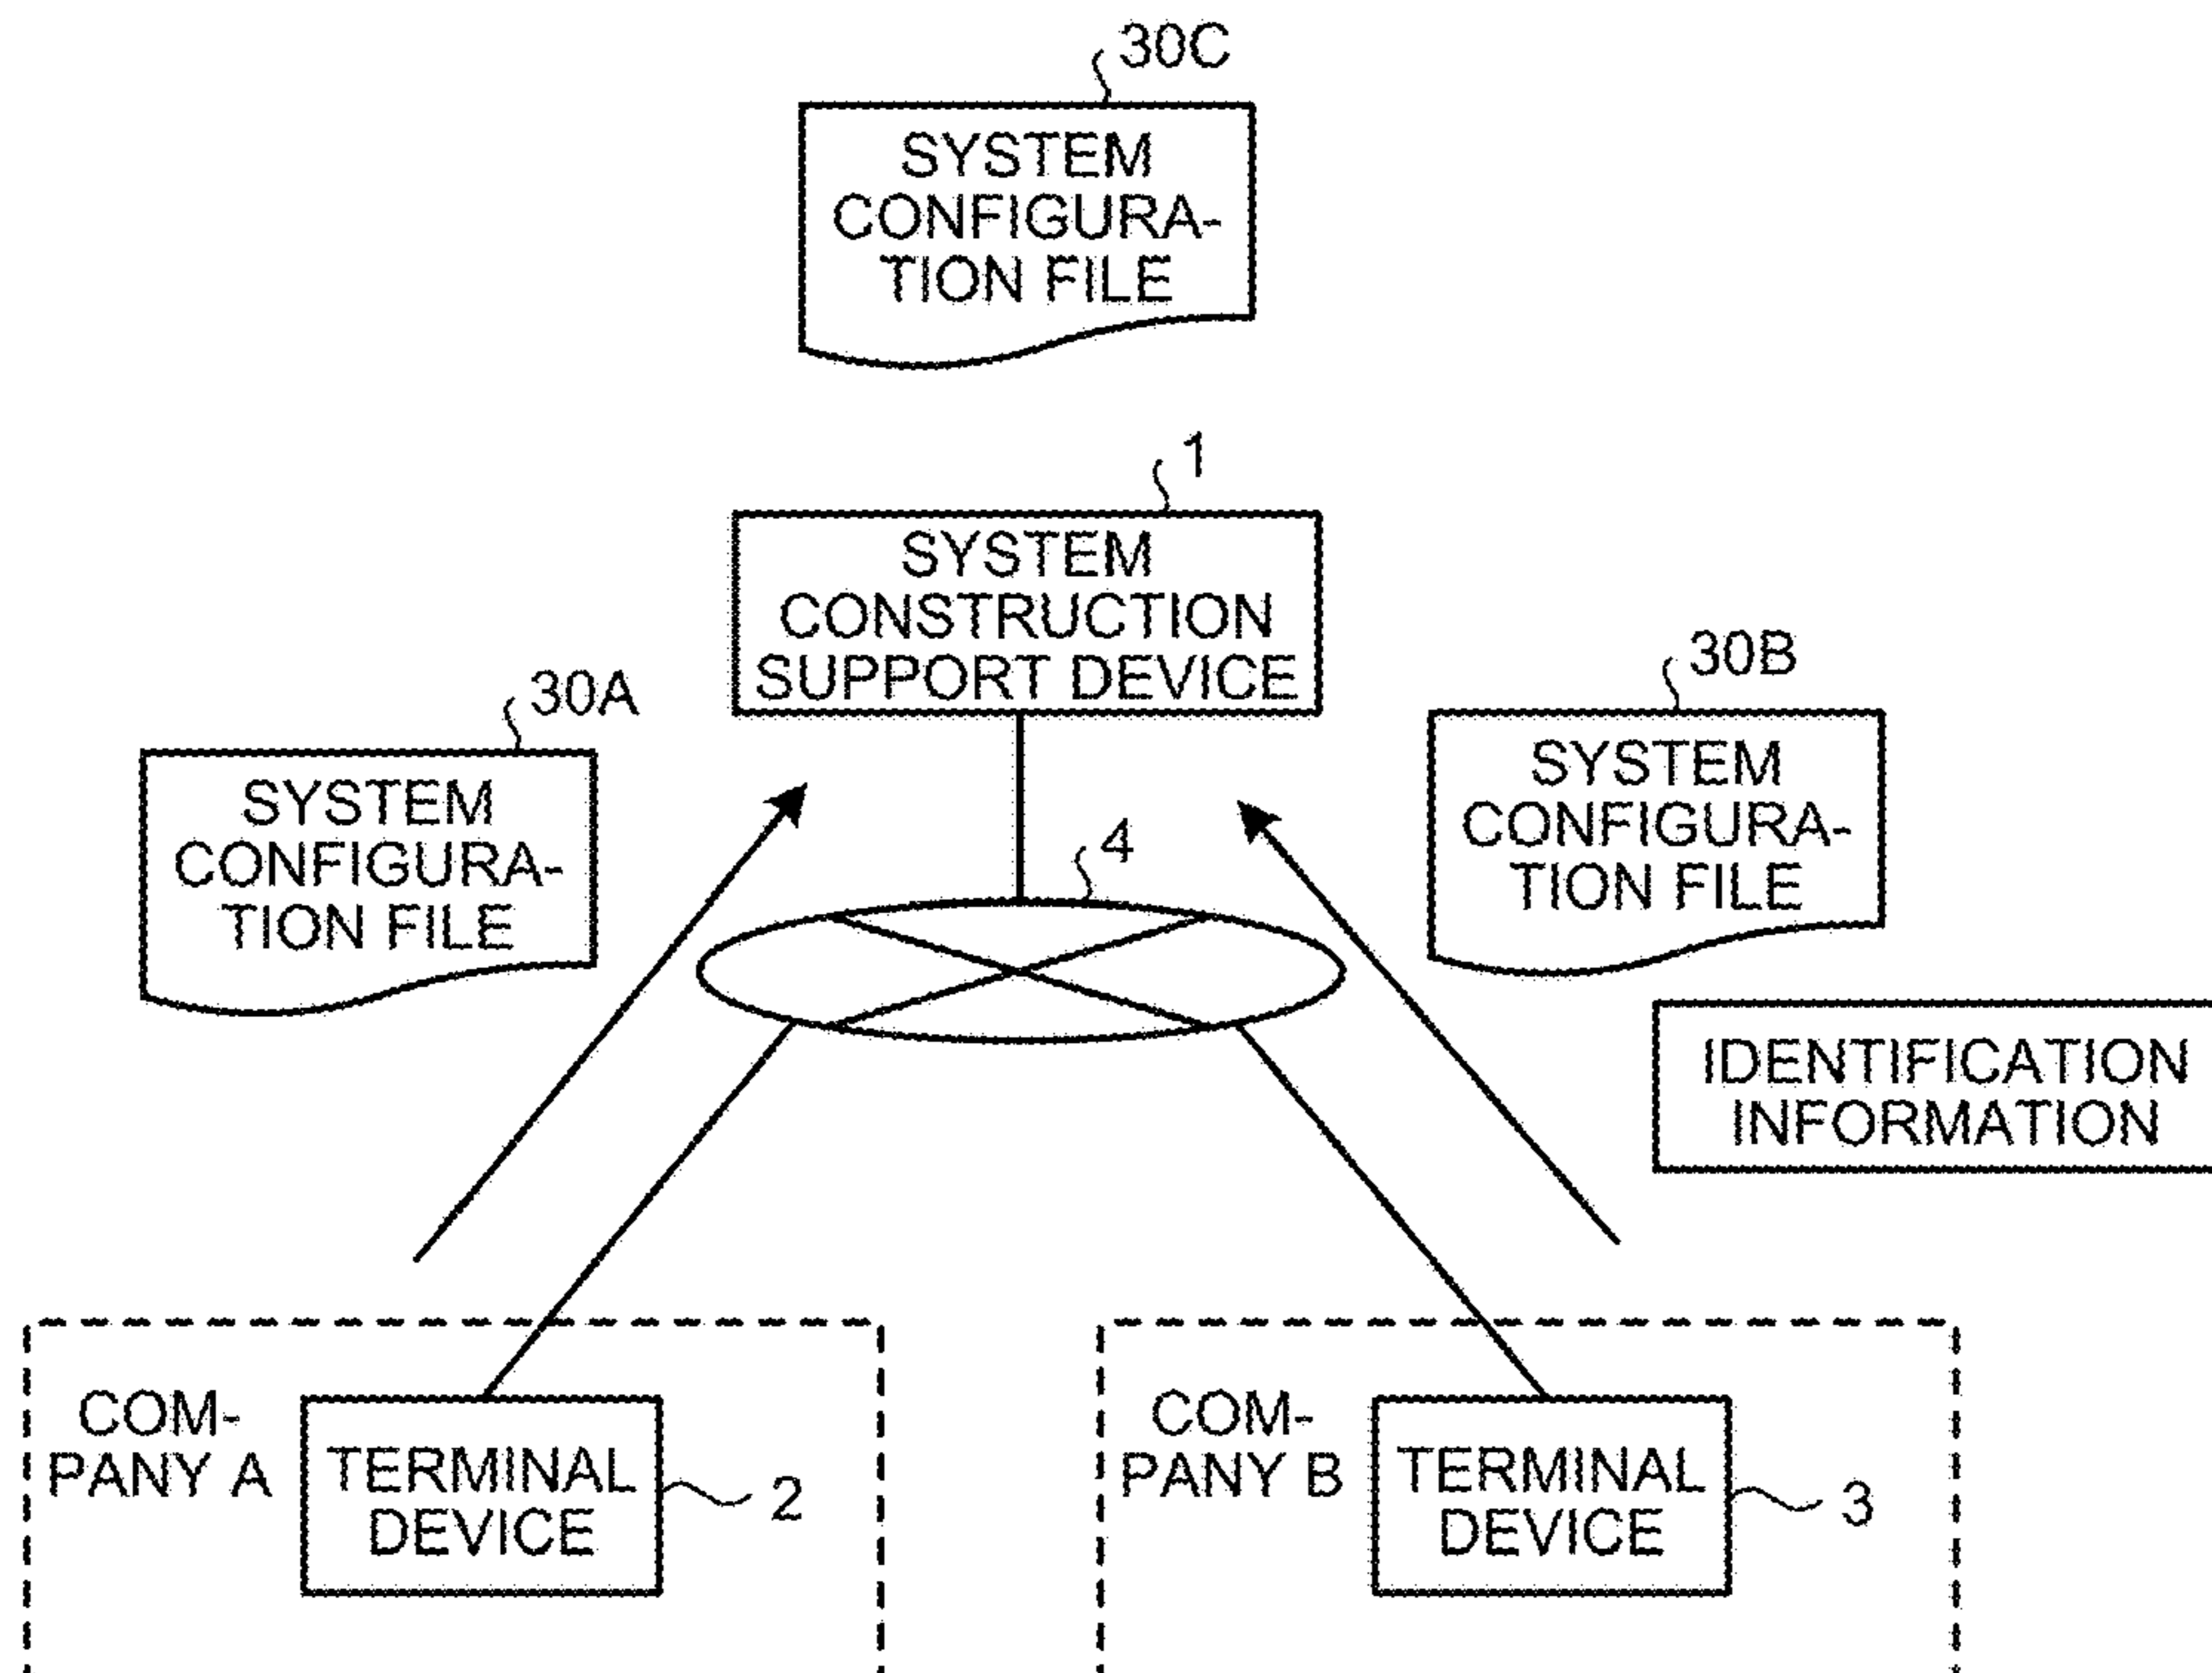 30C
SYSTEM
CONFIGURA-
TION FILE
1
SYSTEM
CONSTRUCTION
SUPPORT DEVICE
30A
SYSTEM
CONFIGURA-
TION FILE
30B
SYSTEM
CONFIGURA-
TION FILE
4
IDENTIFICATION
INFORMATION
COM-
PANY A
TERMINAL
DEVICE
2
COM-
PANY B
TERMINAL
DEVICE
3